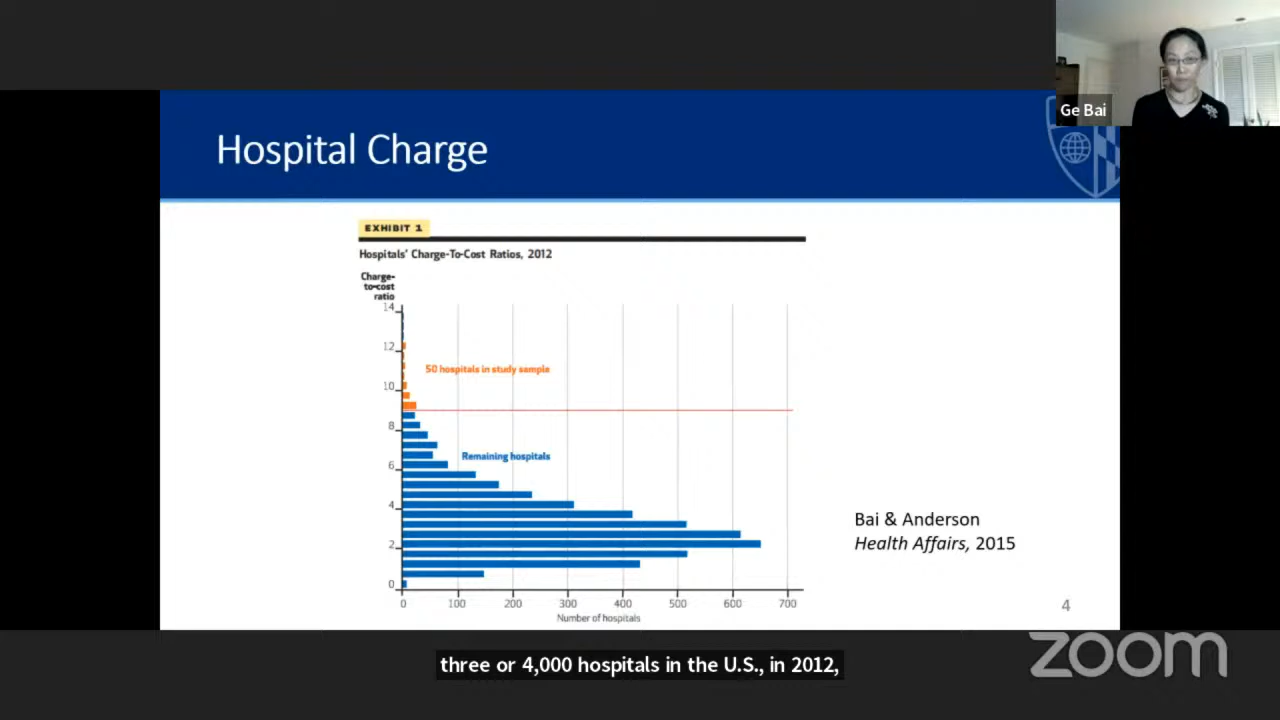 Ge Bai
Hospital Charge
EXHIBIT 1
Hospitals' Charge-To-Cost Ratios, 2012
Charge-
to-cost
ratio
14
12
50 hospitals in study sample
10
8
Remaining hospitals
6
4
Bai & Anderson
Health Affairs, 2015
2
0
0 100 200 300 400 500 600 700
Number of hospitals
4
three or 4,000 hospitals in the U.S., in 2012,
zoom